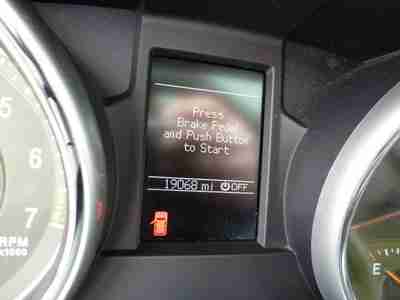 Press
Brake Pedal
and Push Button
to Start
19068 mi OFF
5
6
7
RPM
x1000
E